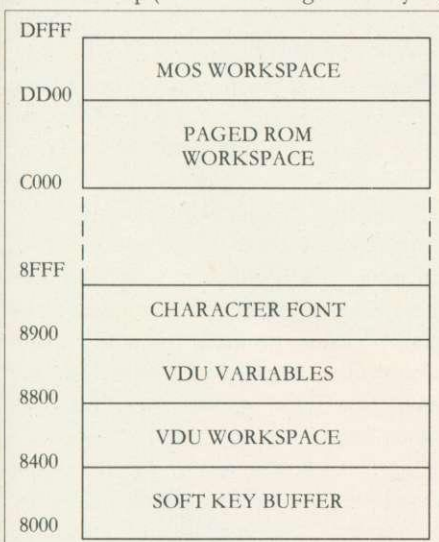 DFFF
MOS WORKSPACE
DD00
PAGED ROM
WORKSPACE
C000
8FFF
CHARACTER FONT
8900
VDU VARIABLES
8800
VDU WORKSPACE
8400
SOFT KEY BUFFER
8000